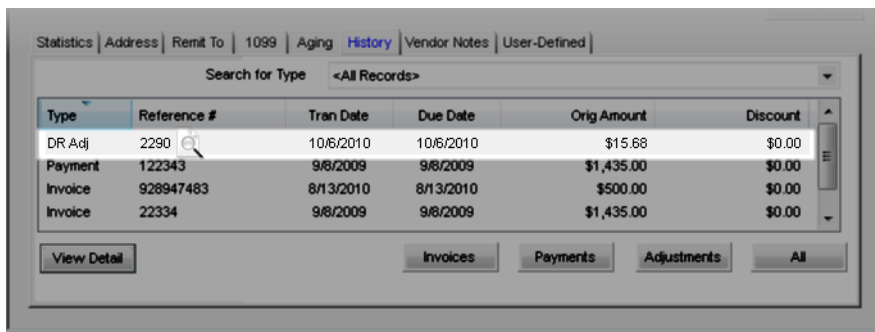 Statistics Address Remit To 1099 Aging History Vendor Notes User-Defined
Search for Type <All Records>
Type Reference # Tran Date Due Date Orig Amount Discount
DR Adj 2290 10/6/2010 10/6/2010 $15.68 $0.00
Payment 122343 9/8/2009 9/8/2009 $1,435.00 $0.00
Invoice 928947483 8/13/2010 8/13/2010 $500.00 $0.00
Invoice 22334 9/8/2009 9/8/2009 $1,435.00 $0.00
View Detail Invoices Payments Adjustments All